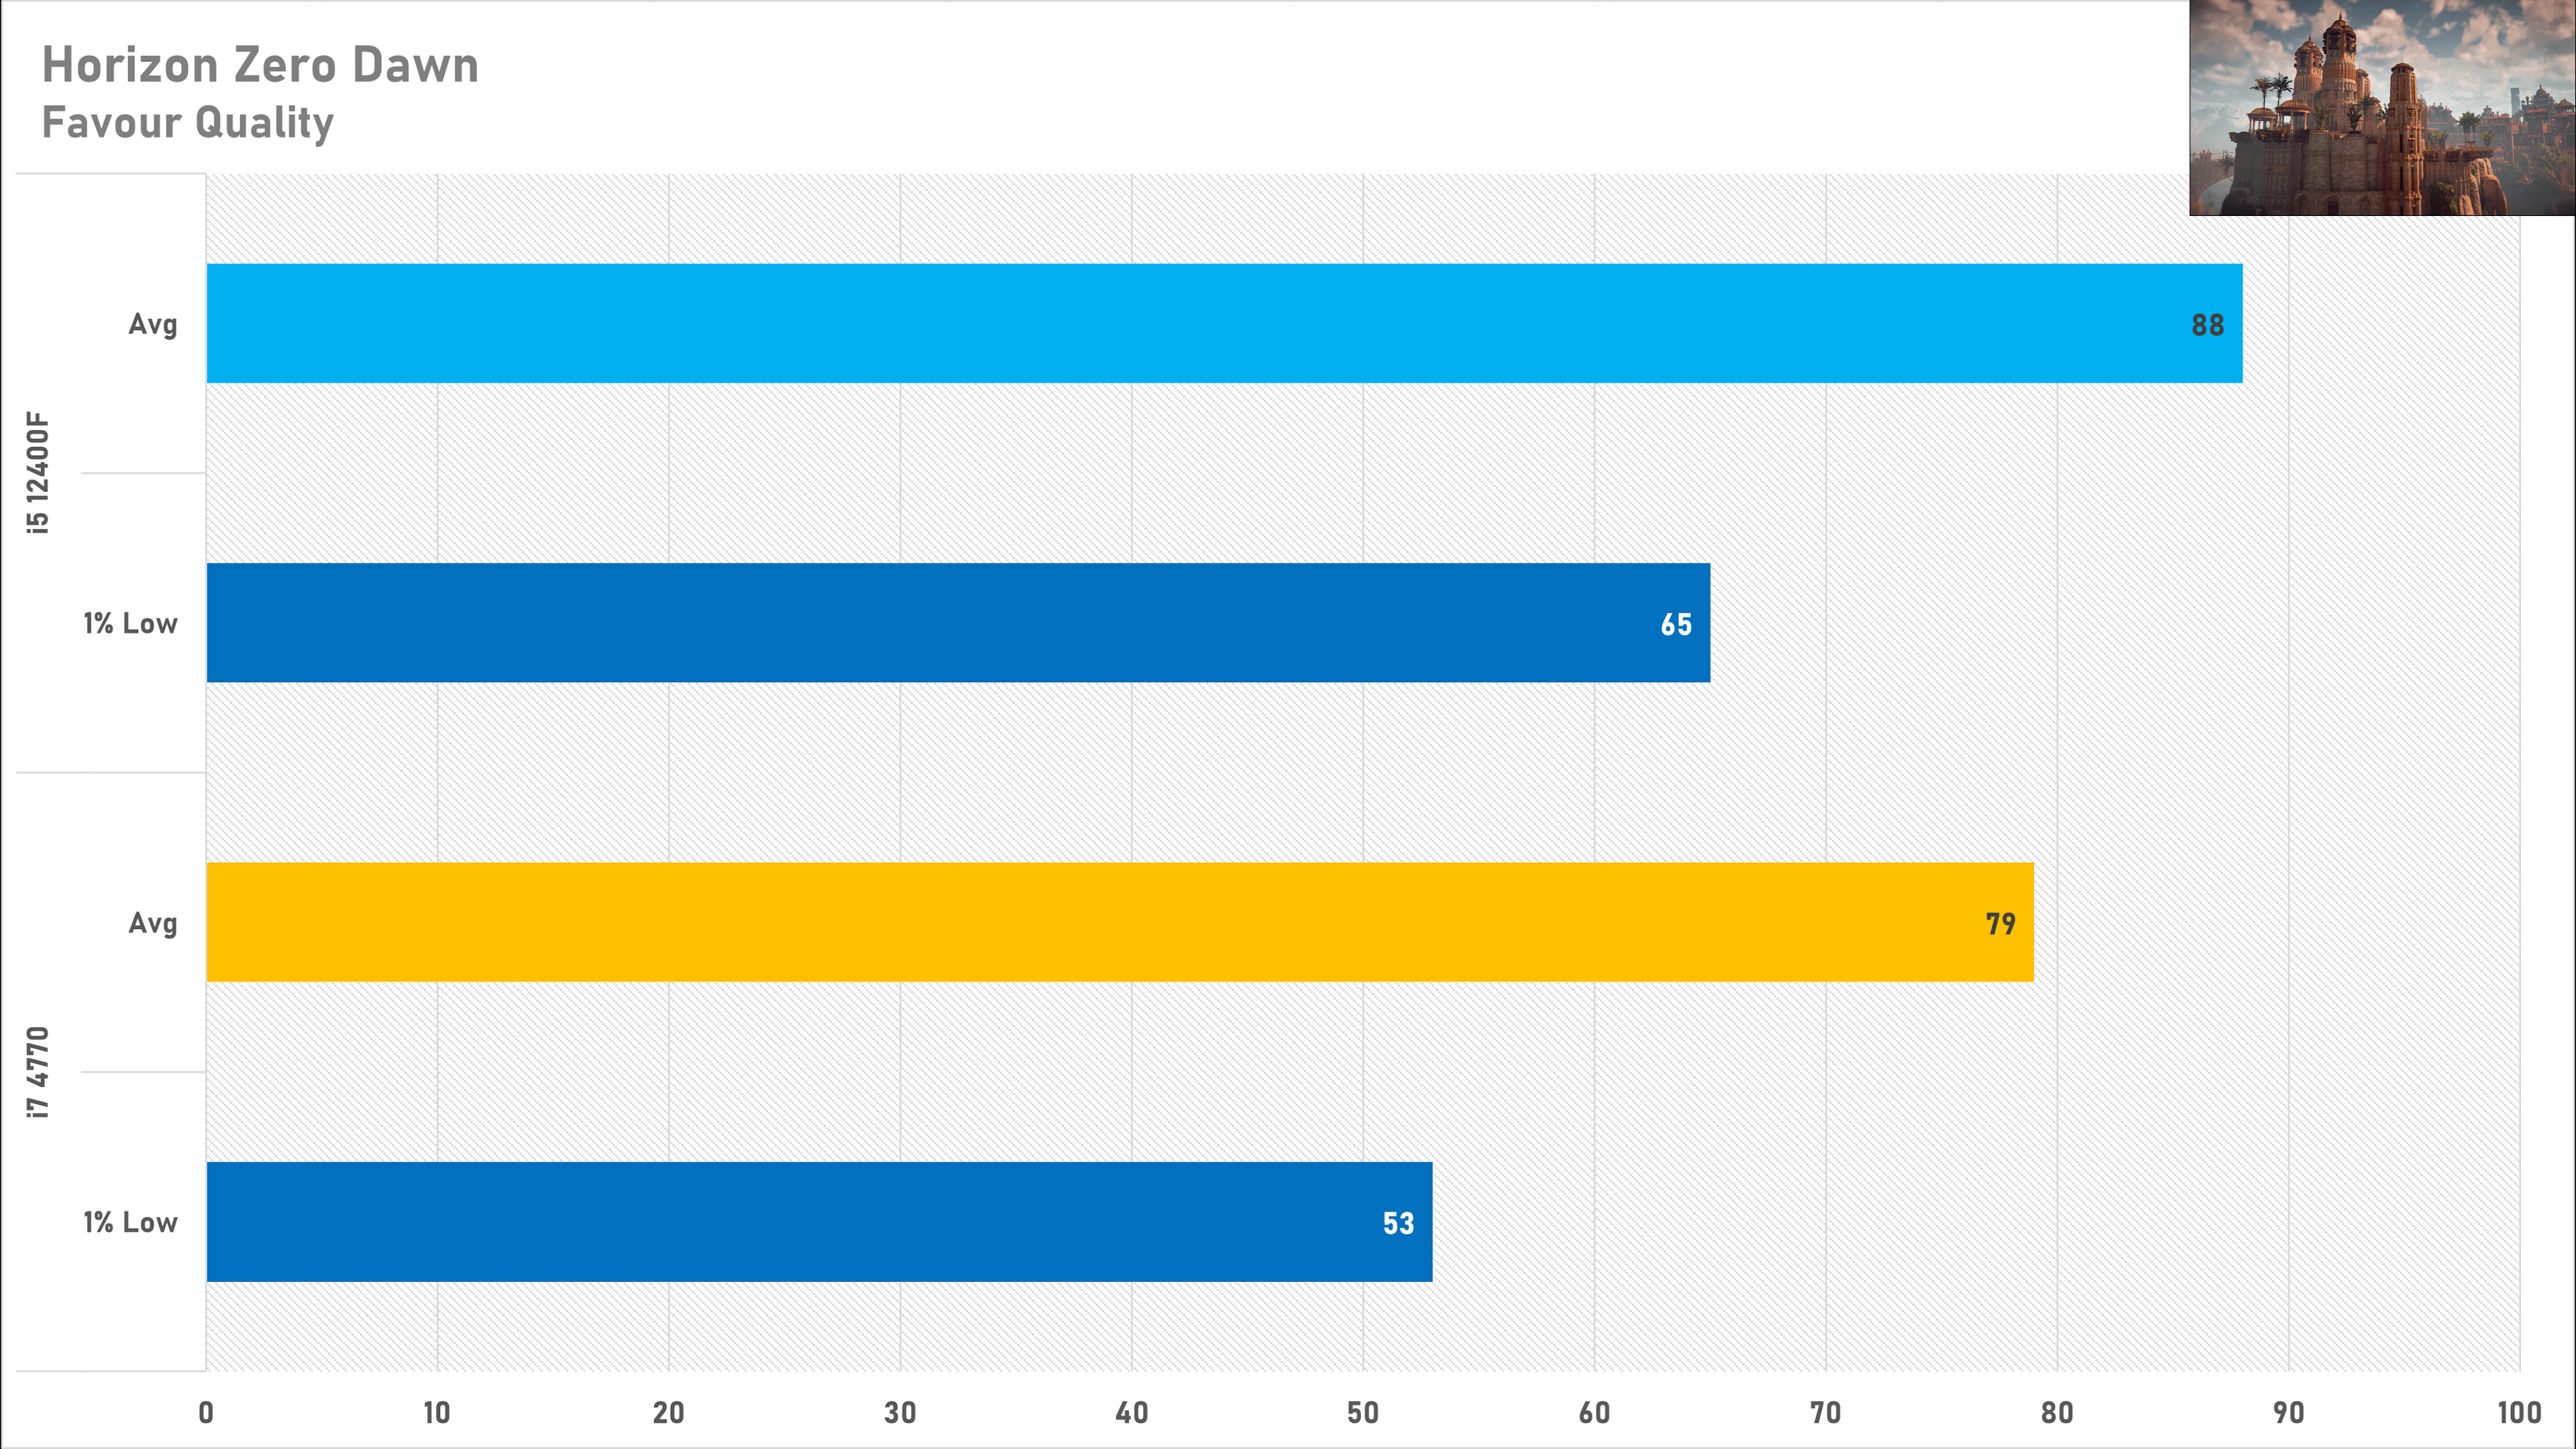 Horizon Zero Dawn
Favour Quality
i5 12400F
Avg
88
1% Low
65
i7 4770
Avg
79
1% Low
53
0 10 20 30 40 50 60 70 80 90 100